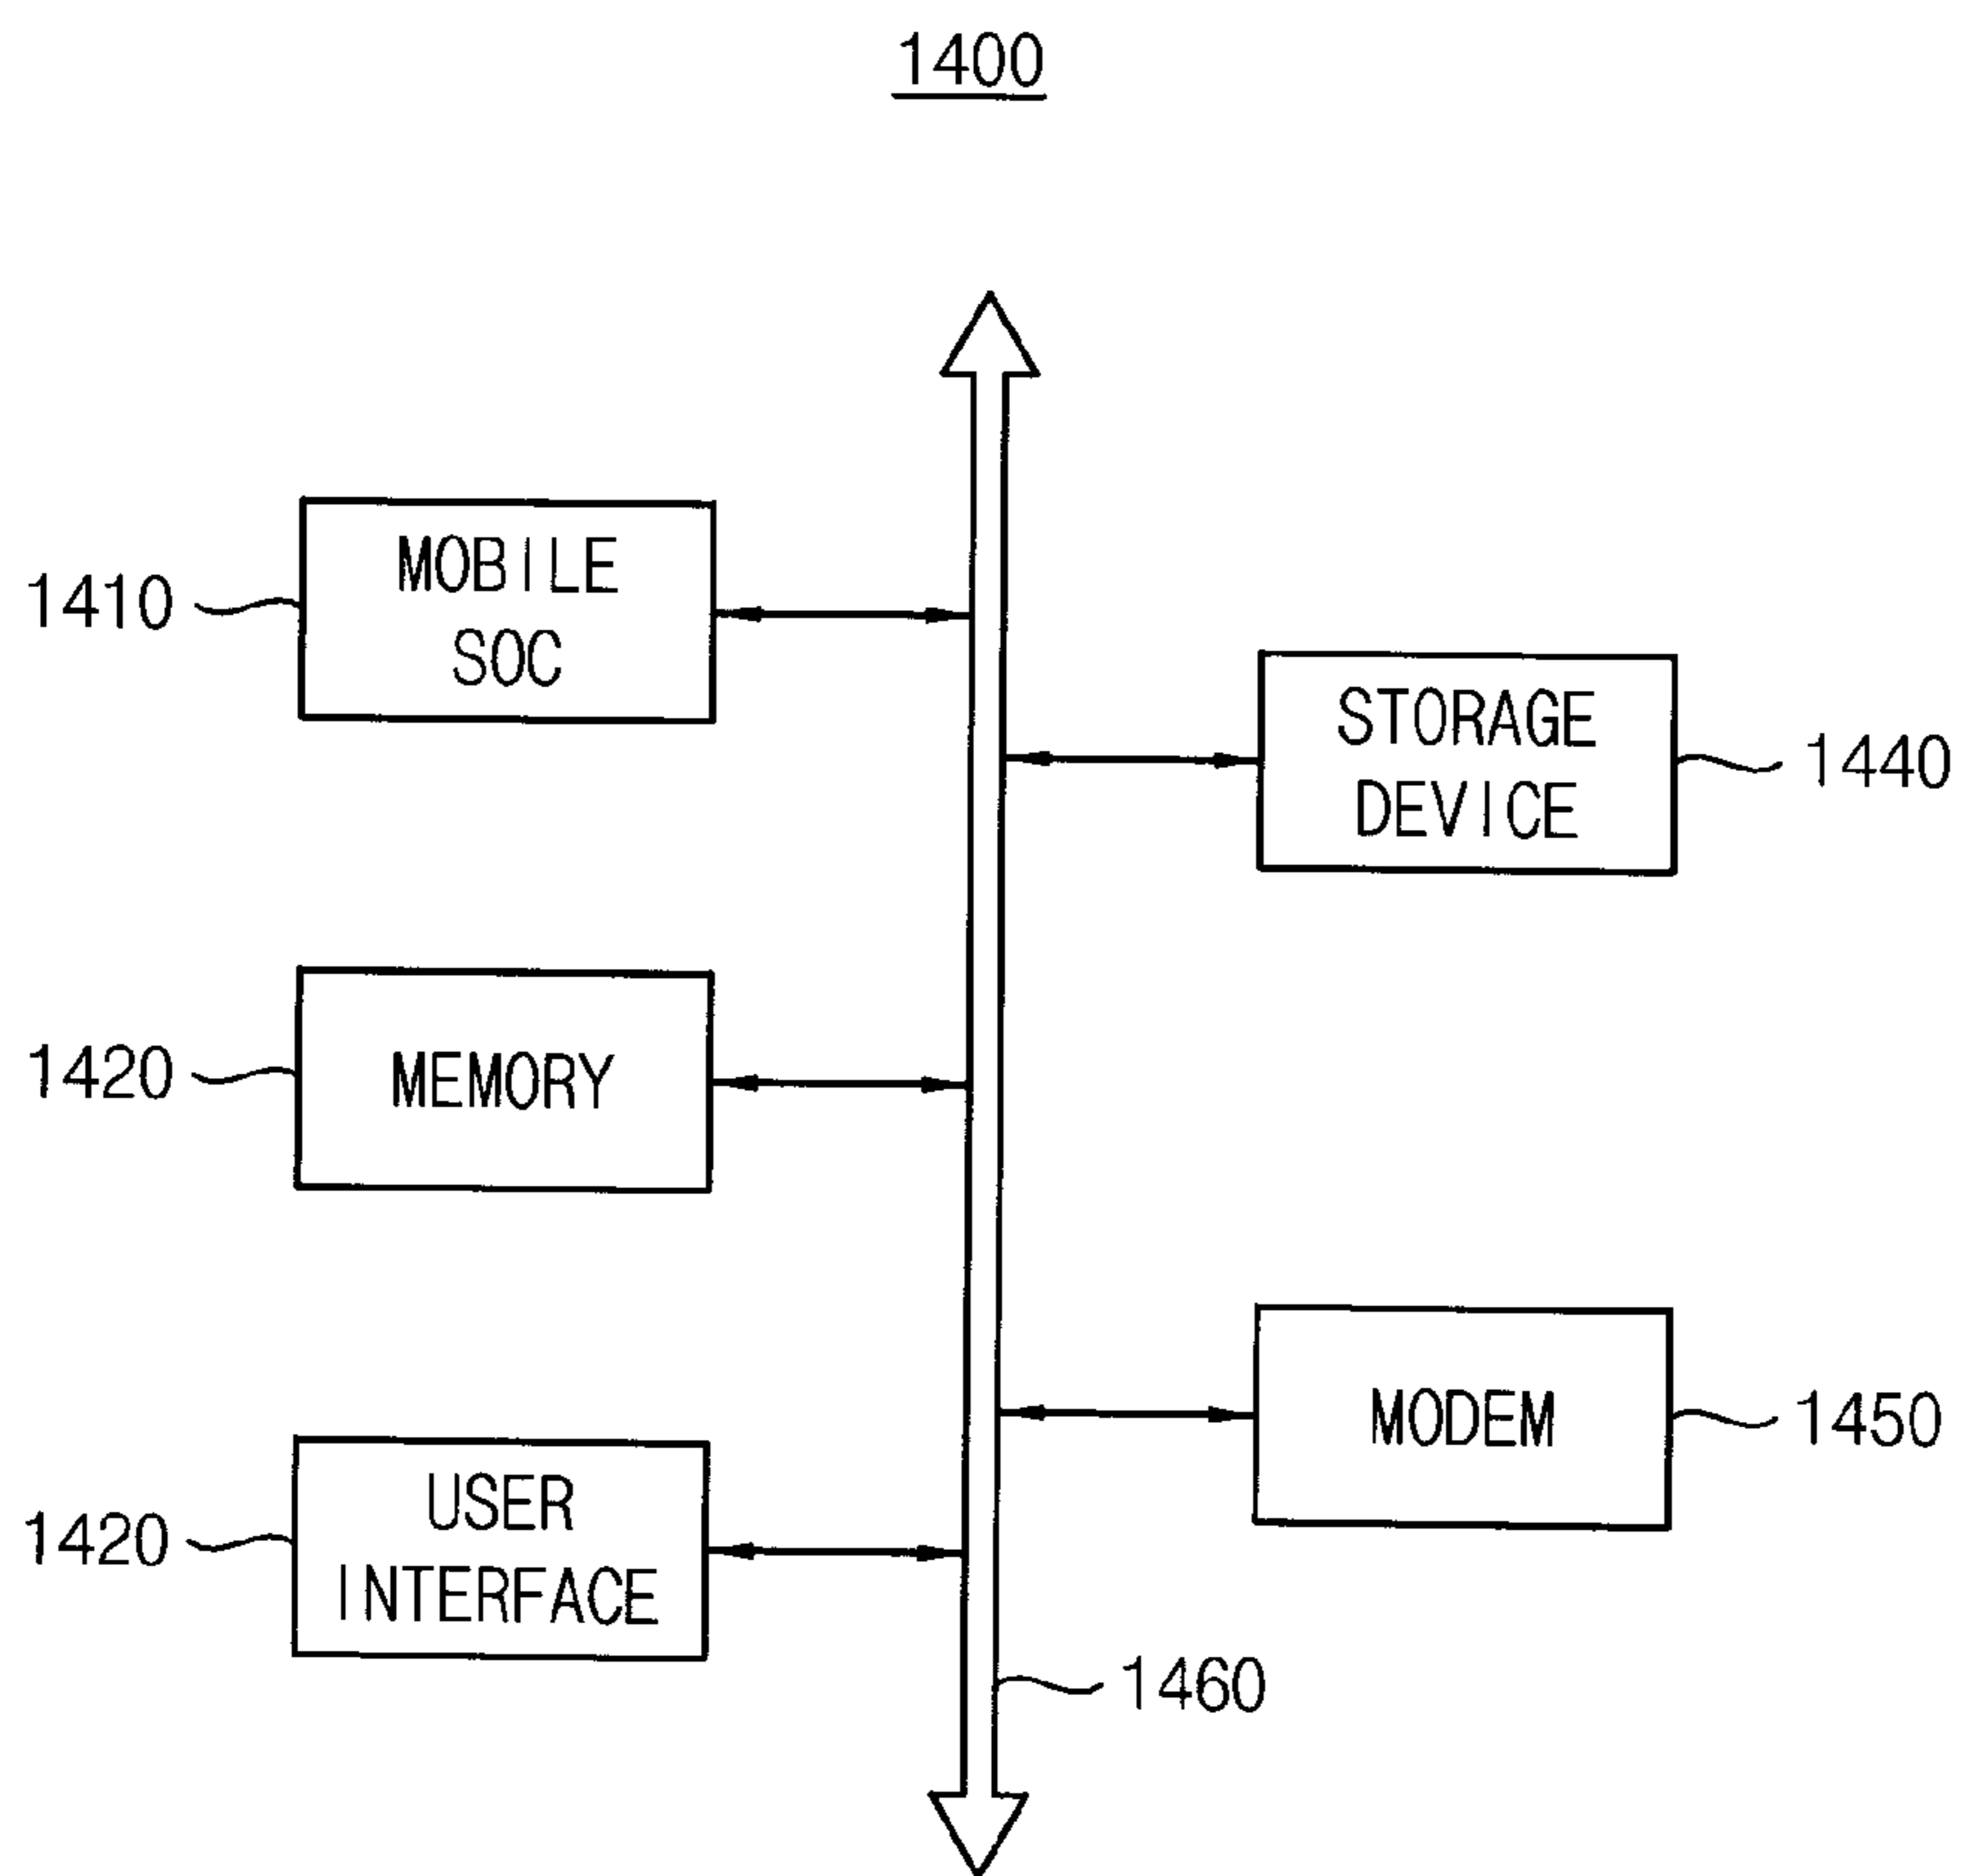 1400
1410
MOBILE
SOC
STORAGE
DEVICE
1440
1420
MEMORY
MODEM
1450
1420
USER
INTERFACE
1460